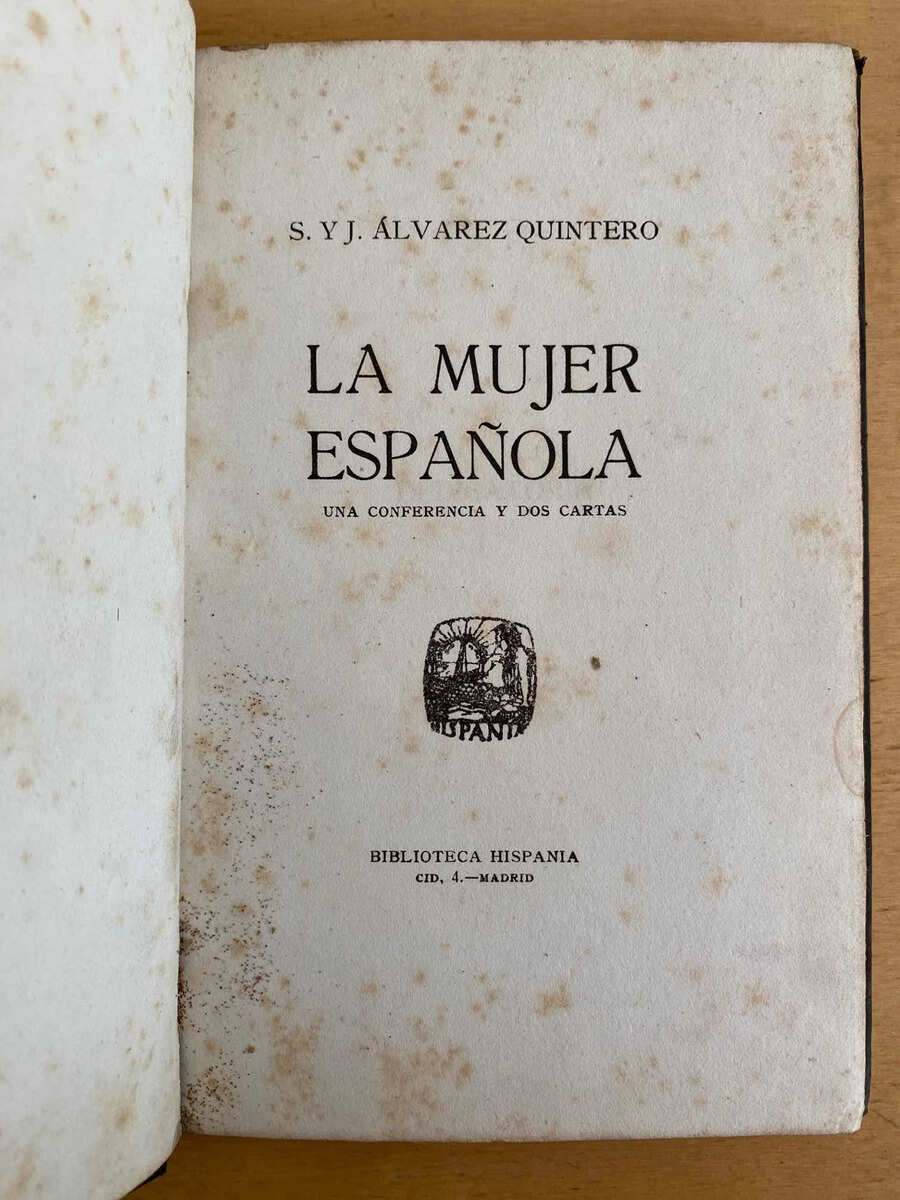 S. Y J. ÁLVAREZ QUINTERO
LA MUJER
ESPAÑOLA
UNA CONFERENCIA Y DOS CARTAS
HISPANIA
BIBLIOTECA HISPANIA
CID, 4.—MADRID